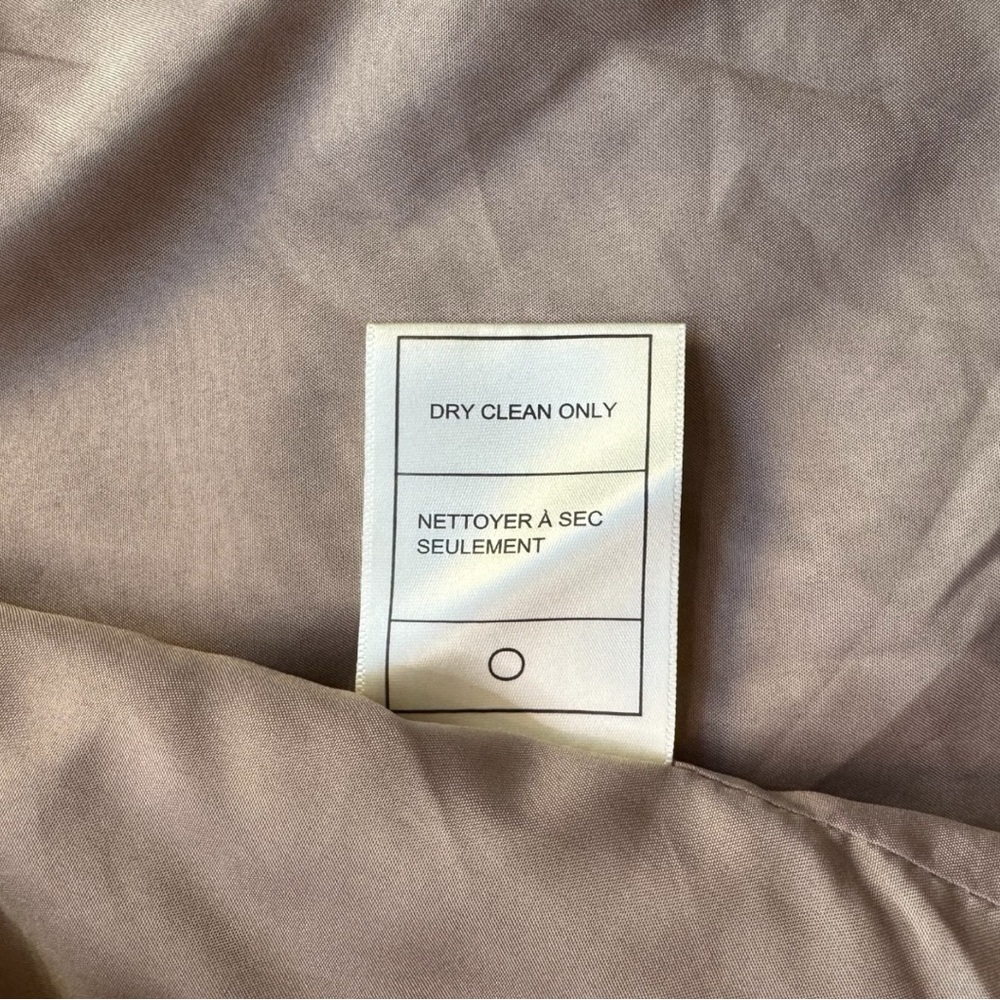 DRY CLEAN ONLY
NETTOYER À SEC
SEULEMENT